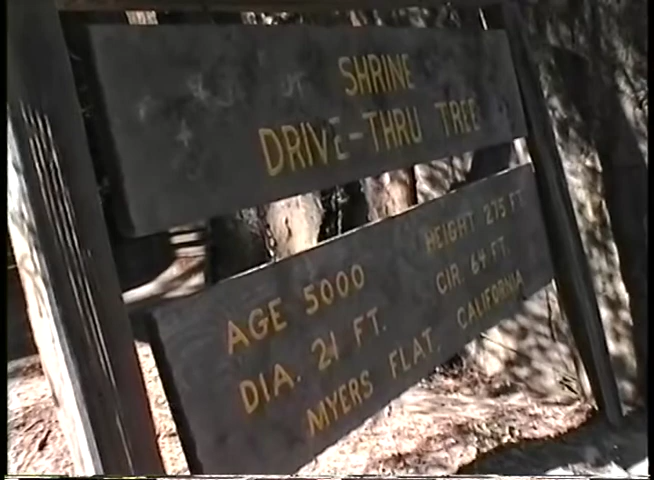 SHRINE
DRIVE-THRU TREE
AGE 5000 HEIGHT 275 FT.
DIA. 21 FT. CIR. 64 FT.
MYERS FLAT, CALIFORNIA